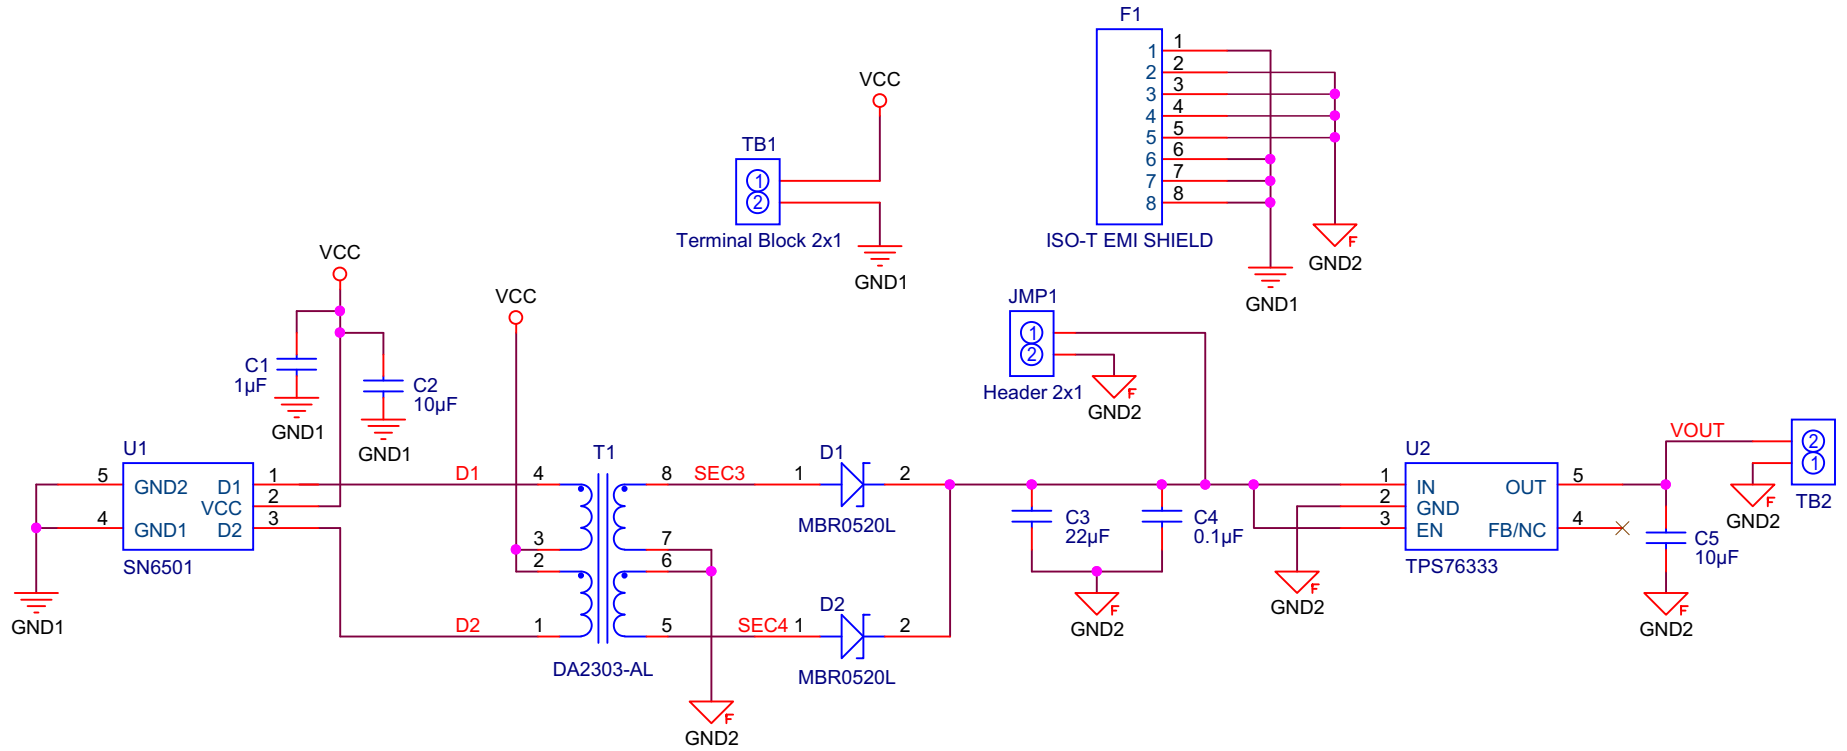 F1
1 1
2 2
3 3
4 4
5 5
6 6
7 7
8 8
ISO-T EMI SHIELD
F
GND2
GND1
VCC
TB1
1
2
Terminal Block 2x1
GND1
VCC
C1
1µF
GND1
C2
10µF
GND1
VCC
JMP1
1
2
Header 2x1
F
GND2
U1
5 GND2 D1 1
VCC 2
4 GND1 D2 3
SN6501
GND1
D1
D2
T1
4 8
3 7
2 6
1 5
DA2303-AL
F
GND2
SEC3
1 D1 2
MBR0520L
SEC4
1 D2 2
MBR0520L
C3
22µF
C4
0.1µF
F
GND2
U2
1 IN OUT 5
2 GND
3 EN FB/NC 4
TPS76333
F
GND2
VOUT
2
1
TB2
F
GND2
C5
10µF
F
GND2